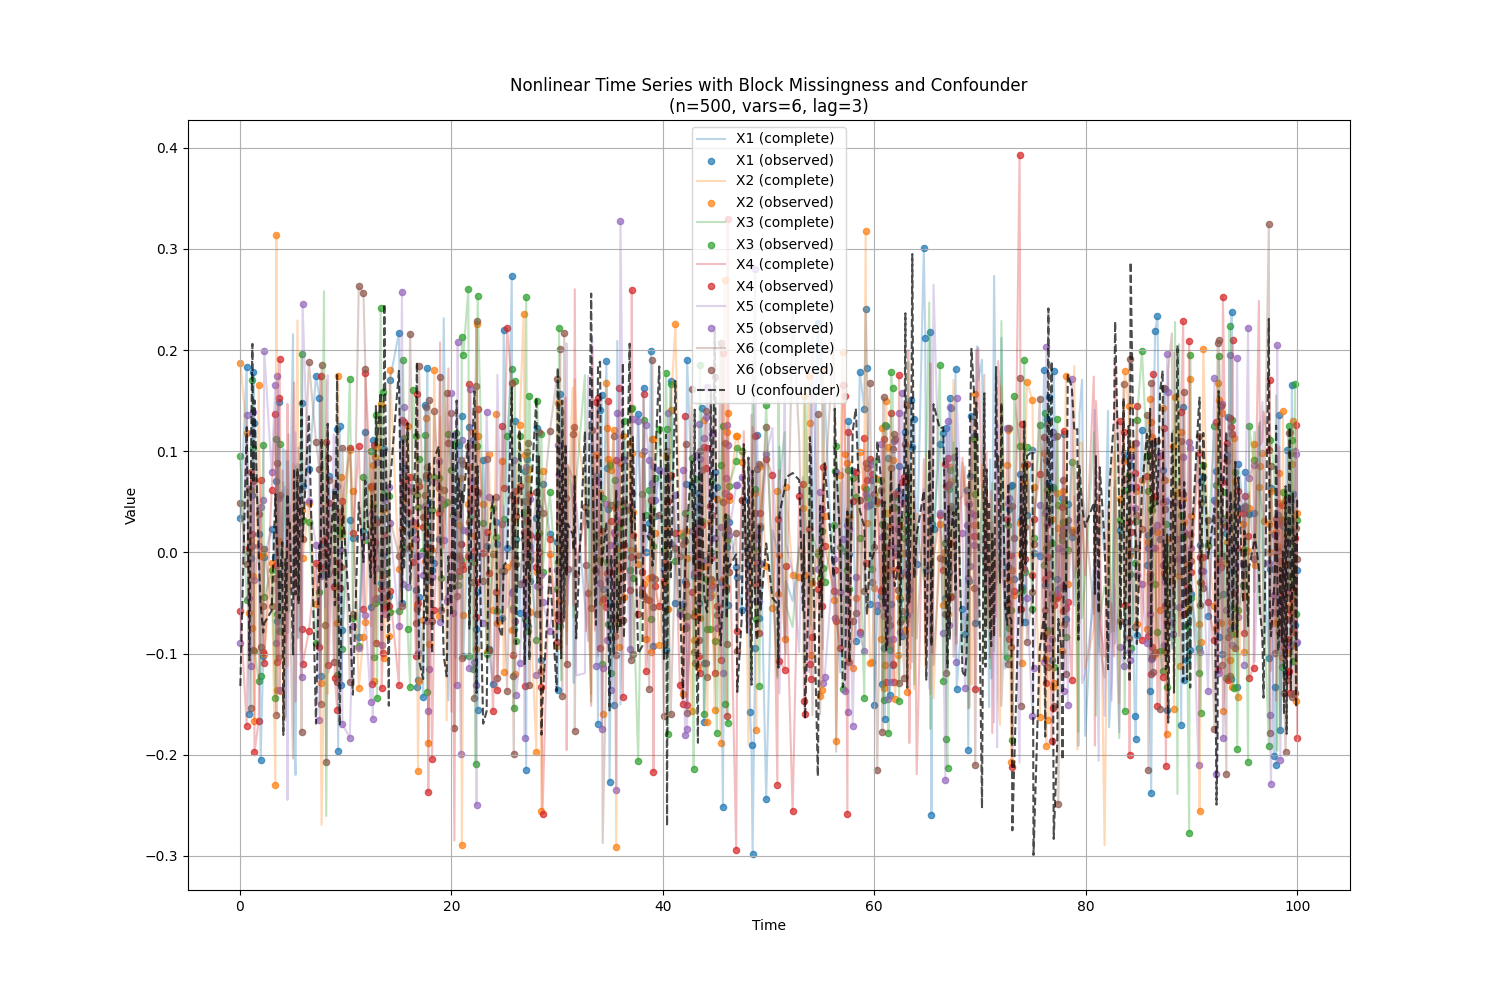 Nonlinear Time Series with Block Missingness and Confounder
(n=500, vars=6, lag=3)
X1 (complete)
X1 (observed)
X2 (complete)
X2 (observed)
X3 (complete)
X3 (observed)
X4 (complete)
X4 (observed)
X5 (complete)
X5 (observed)
X6 (complete)
X6 (observed)
U (confounder)
Value
0.4
0.3
0.2
0.1
0.0
−0.1
−0.2
−0.3
0
20
40
60
80
100
Time